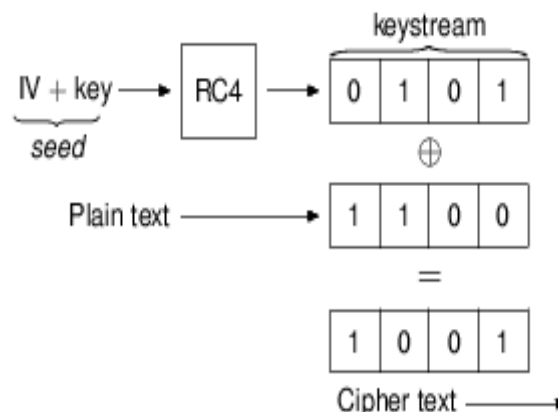 keystream
IV + key RC4 0 1 0 1
seed
⊕
Plain text 1 1 0 0
=
1 0 0 1
Cipher text